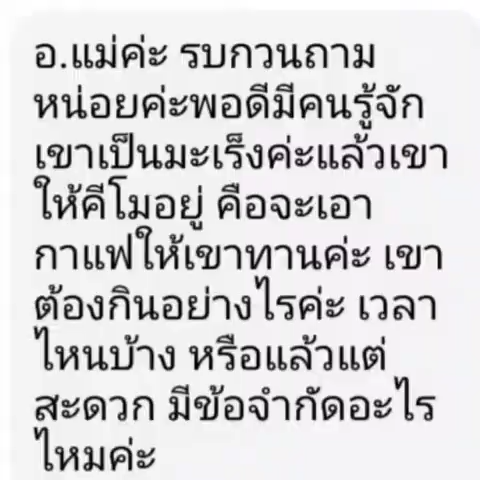 อ.แม่ค่ะ รบกวนถาม
หน่อยค่ะพอดีมีคนรู้จัก
เขาเป็นมะเร็งค่ะแล้วเขา
ให้คีโมอยู่ คือจะเอา
กาแฟให้เขาทานค่ะ เขา
ต้องกินอย่างไรค่ะ เวลา
ไหนบ้าง หรือแล้วแต่
สะดวก มีข้อจำกัดอะไร
ไหมค่ะ